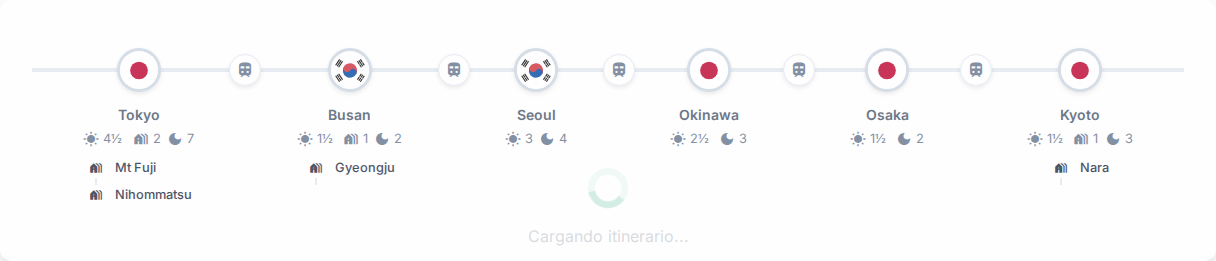 Tokyo Busan Seoul Okinawa Osaka Kyoto
4½ 2 7 1½ 1 2 3 4 2½ 3 1½ 2 1½ 1 3
Mt Fuji Gyeongju Nara
Nihommatsu
Cargando itinerario...